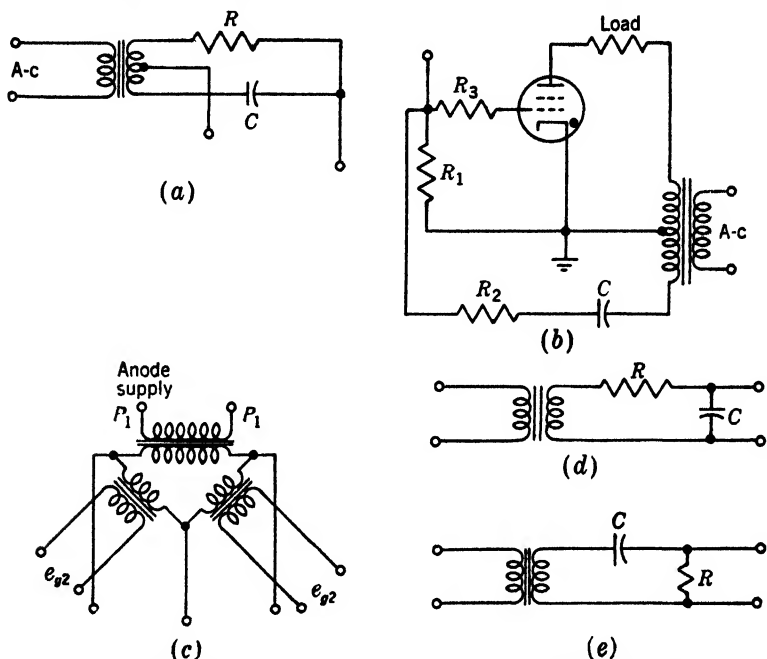 R
A-c
C
(a)
Load
R3
R1
A-c
R2
C
(b)
Anode
supply
P1 P1
eg2 eg2
(c)
R
C
(d)
C
R
(e)